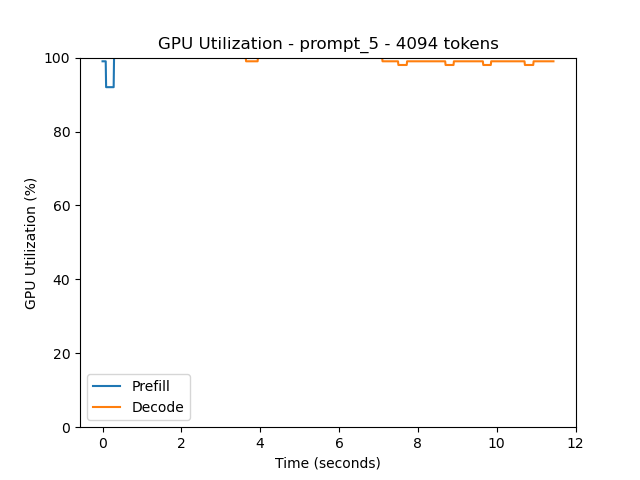 GPU Utilization - prompt_5 - 4094 tokens
100
80
60
40
20
0
GPU Utilization (%)
Prefill
Decode
0 2 4 6 8 10 12
Time (seconds)